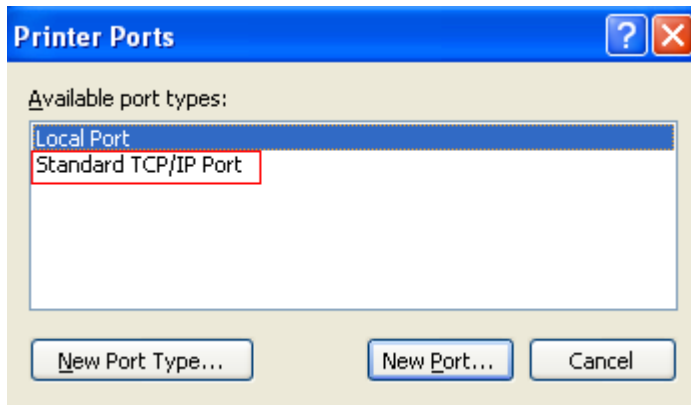 Printer Ports
Available port types:
Local Port
Standard TCP/IP Port
New Port Type...
New Port...
Cancel